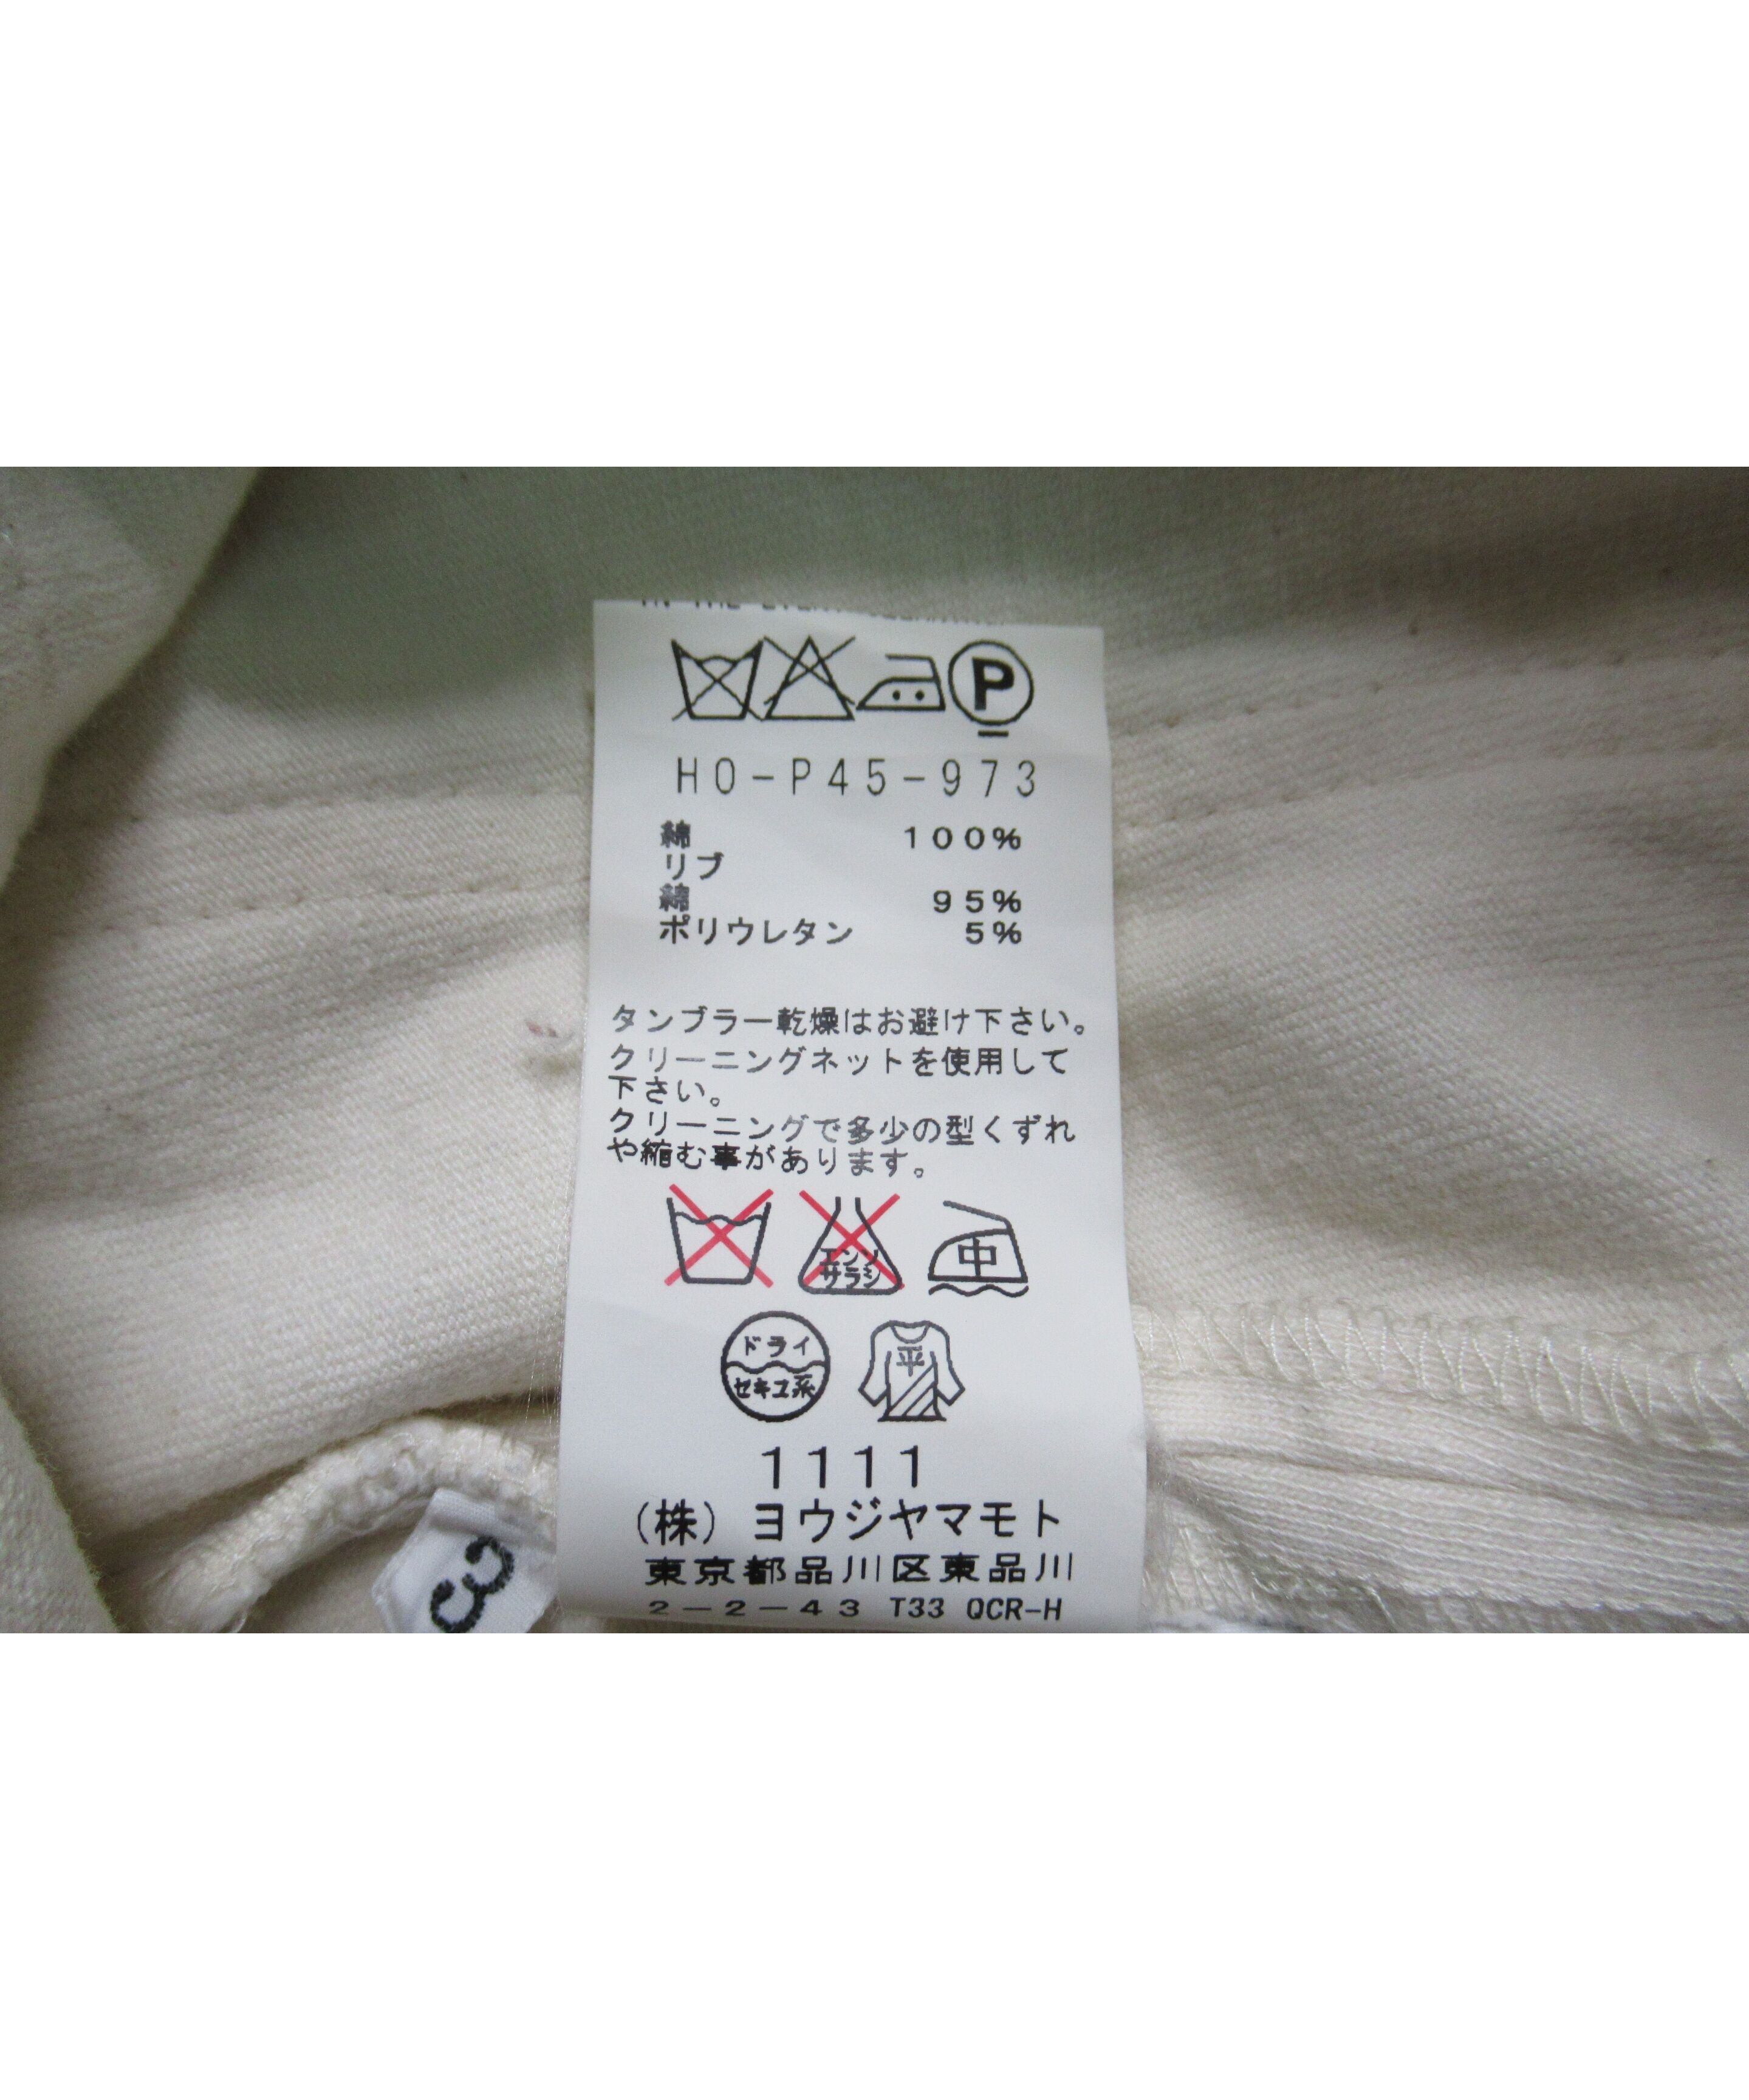 P
HO-P45-973
綿 100%
リブ
綿 95%
ポリウレタン 5%
タンブラー乾燥はお避け下さい。
クリーニングネットを使用して
下さい。
クリーニングで多少の型くずれ
や縮む事があります。
エンソ
サラシ
中
ドライ
セキユ系
平
1111
(株) ヨウジヤマモト
東京都品川区東品川
2-2-43 T33 QCR-H
3